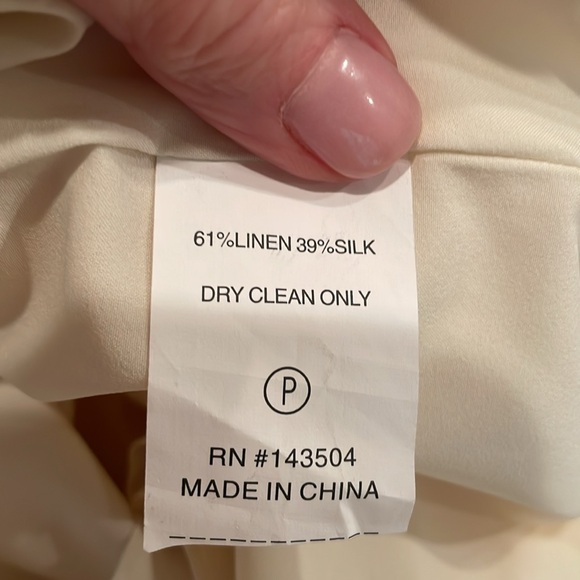 61%LINEN 39%SILK
DRY CLEAN ONLY
P
RN #143504
MADE IN CHINA